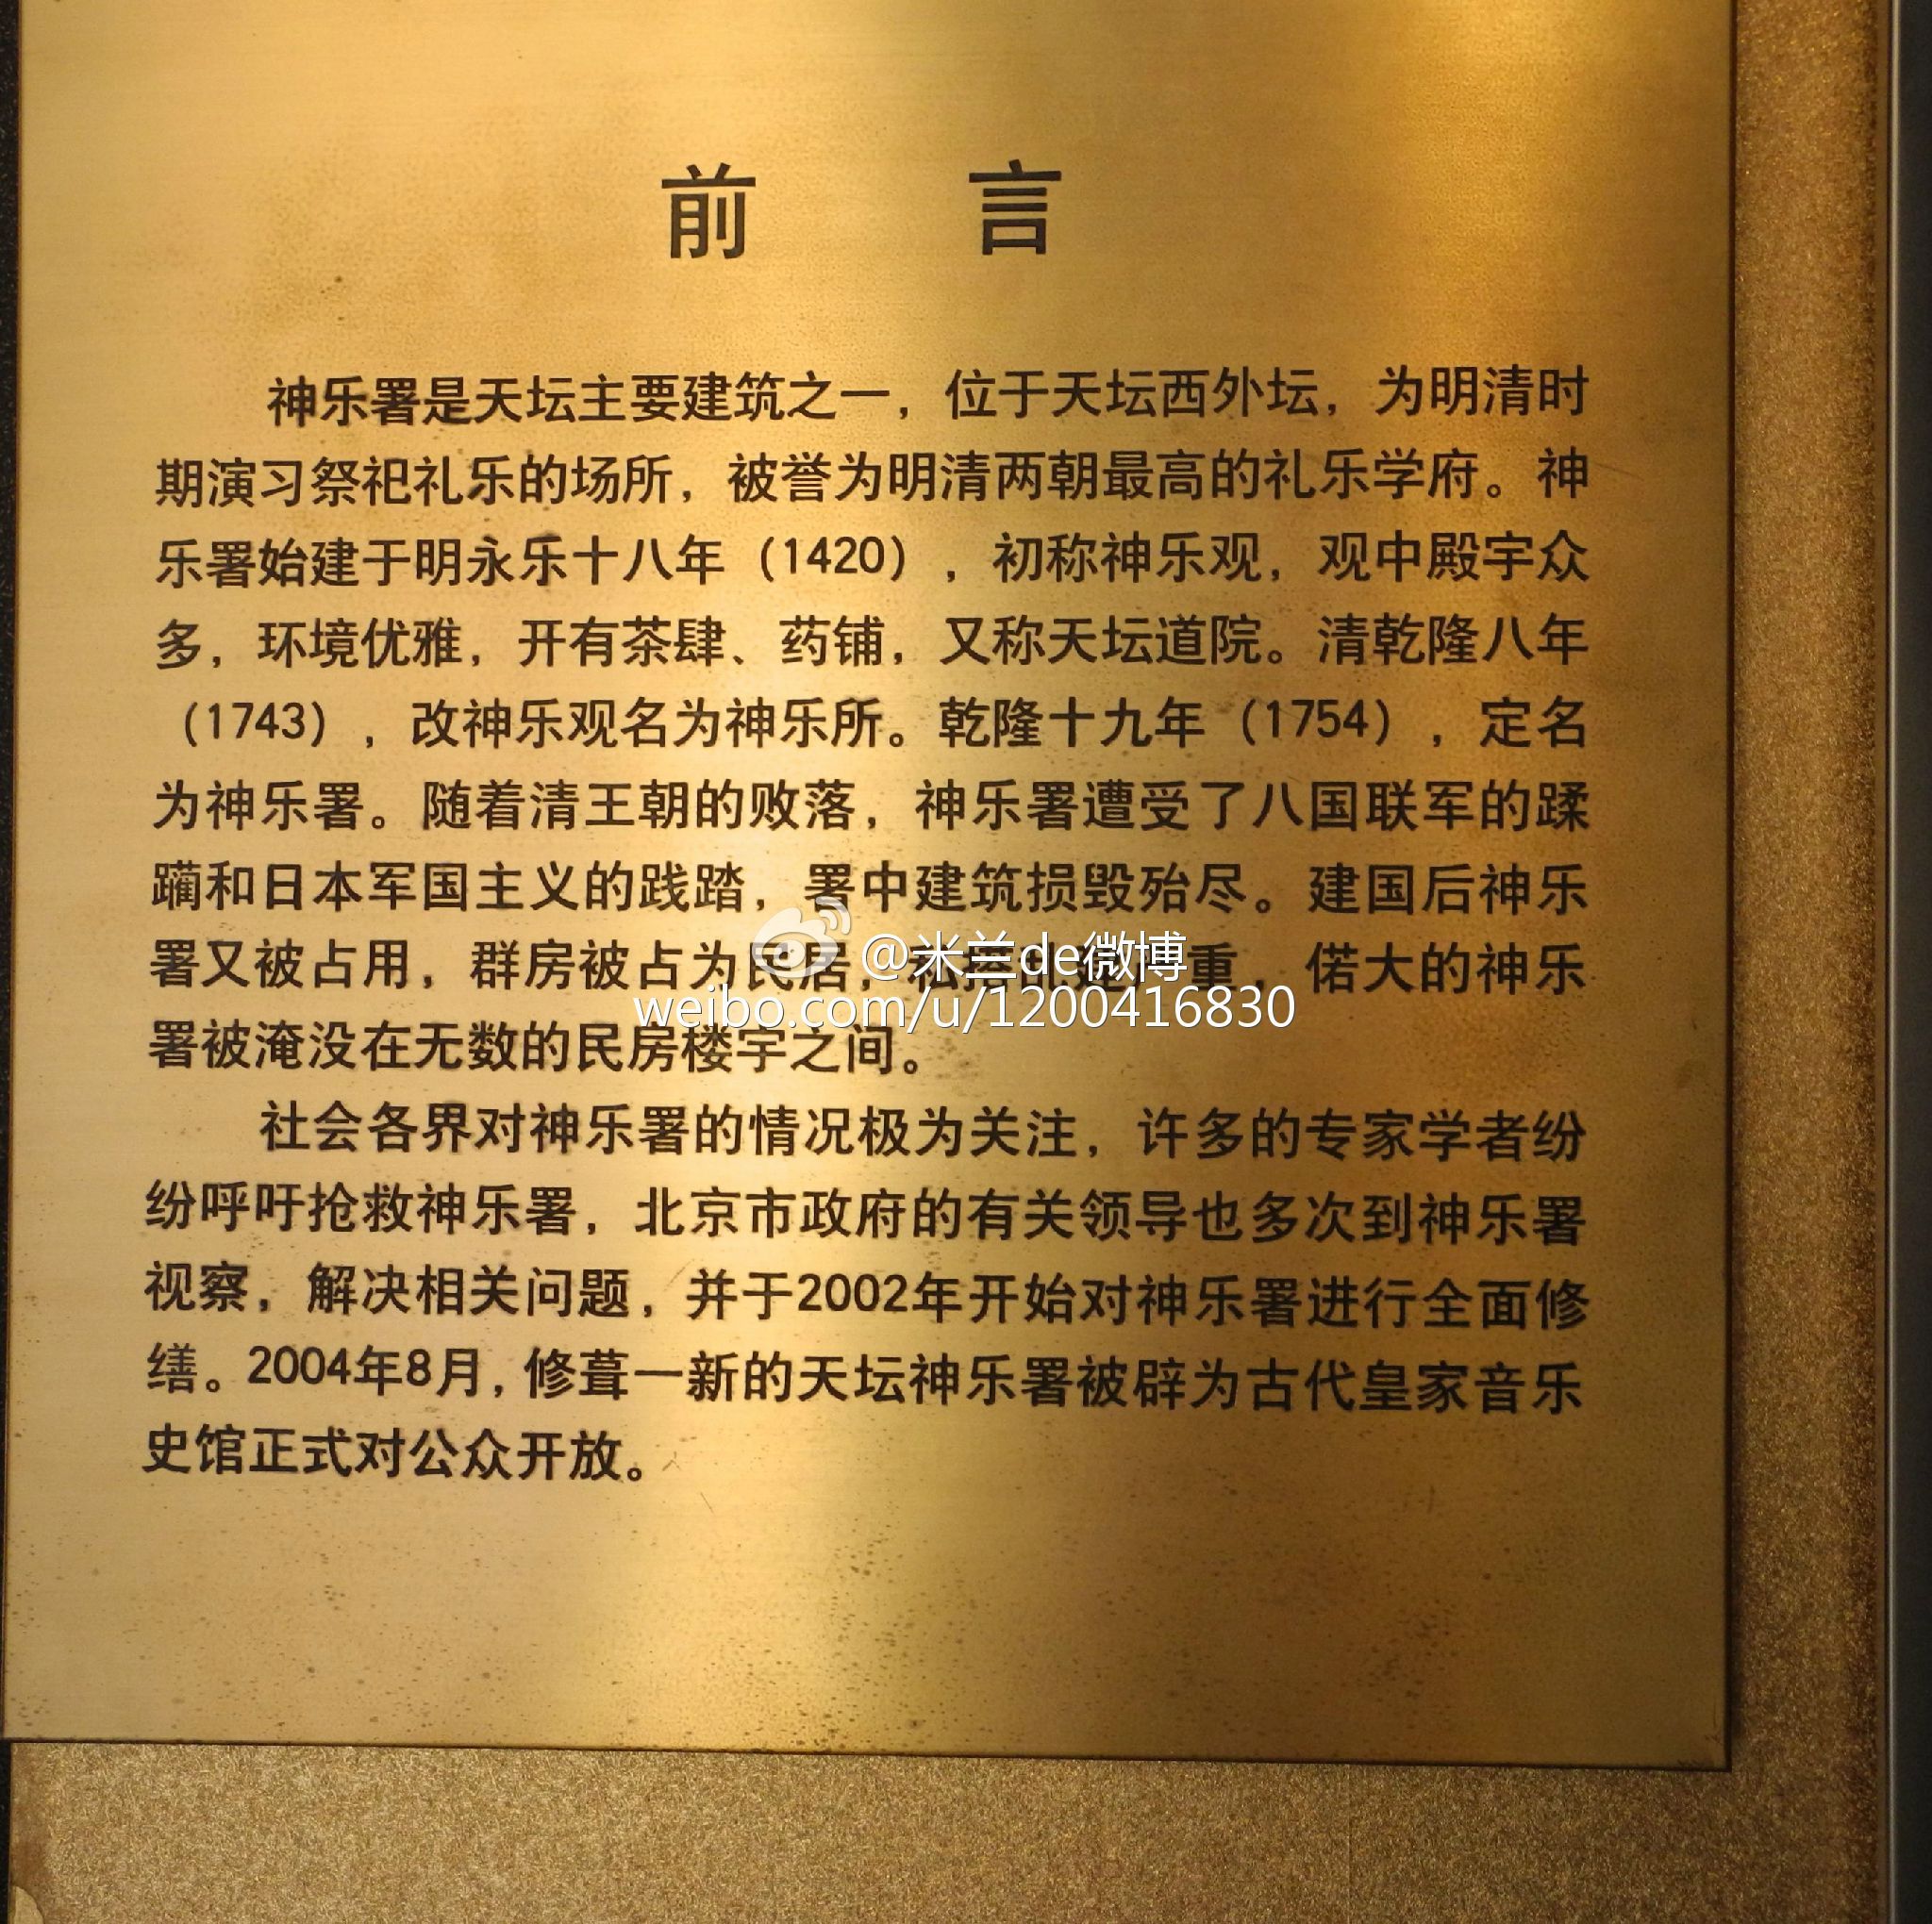 前 言
神乐署是天坛主要建筑之一，位于天坛西外坛，为明清时
期演习祭祀礼乐的场所，被誉为明清两朝最高的礼乐学府。神
乐署始建于明永乐十八年（1420），初称神乐观，观中殿宇众
多，环境优雅，开有茶肆、药铺，又称天坛道院。清乾隆八年
（1743），改神乐观名为神乐所。乾隆十九年（1754），定名
为神乐署。随着清王朝的败落，神乐署遭受了八国联军的蹂
躏和日本军国主义的践踏，署中建筑损毁殆尽。建国后神乐
署又被占用，群房被占为民居，私搭乱建严重，偌大的神乐
@米兰de微博
weibo.com/u/1200416830
署被淹没在无数的民房楼宇之间。
社会各界对神乐署的情况极为关注，许多的专家学者纷
纷呼吁抢救神乐署，北京市政府的有关领导也多次到神乐署
视察，解决相关问题，并于2002年开始对神乐署进行全面修
缮。2004年8月，修葺一新的天坛神乐署被辟为古代皇家音乐
史馆正式对公众开放。